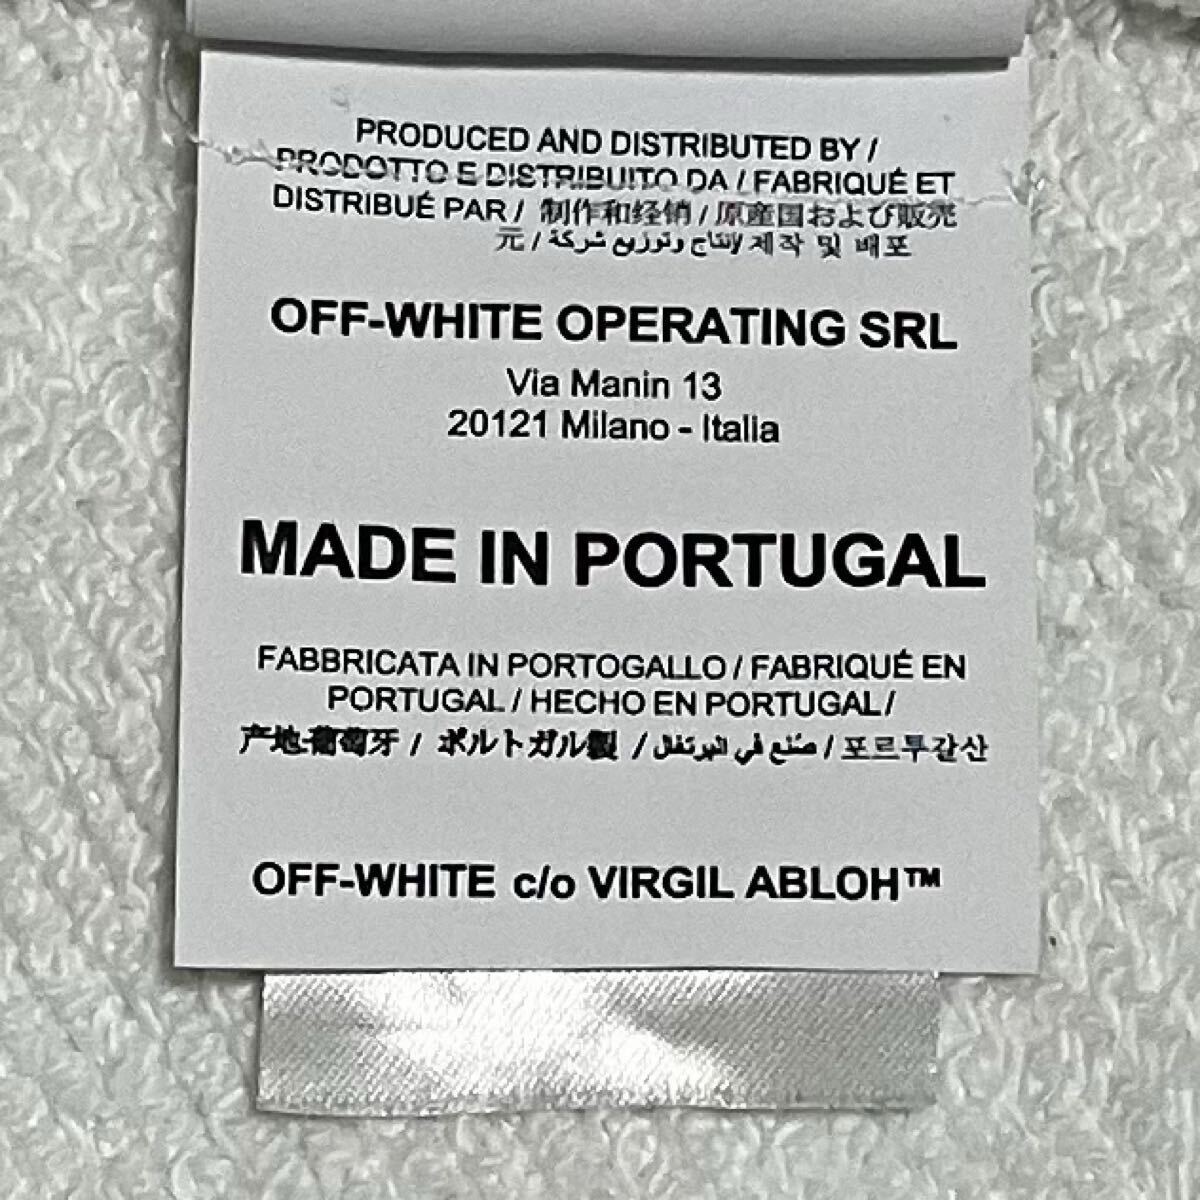 PRODUCED AND DISTRIBUTED BY /
PRODOTTO E DISTRIBUITO DA / FABRIQUÉ ET
DISTRIBUÉ PAR / 制作和经销 / 原産国および販売
元 / إنتاج وتوزيع شركة/ 제작 및 배포
OFF-WHITE OPERATING SRL
Via Manin 13
20121 Milano - Italia
MADE IN PORTUGAL
FABBRICATA IN PORTOGALLO / FABRIQUÉ EN
PORTUGAL / HECHO EN PORTUGAL /
产地-葡萄牙 / ポルトガル製 / صُنع في البرتغال / 포르투갈산
OFF-WHITE c/o VIRGIL ABLOH™